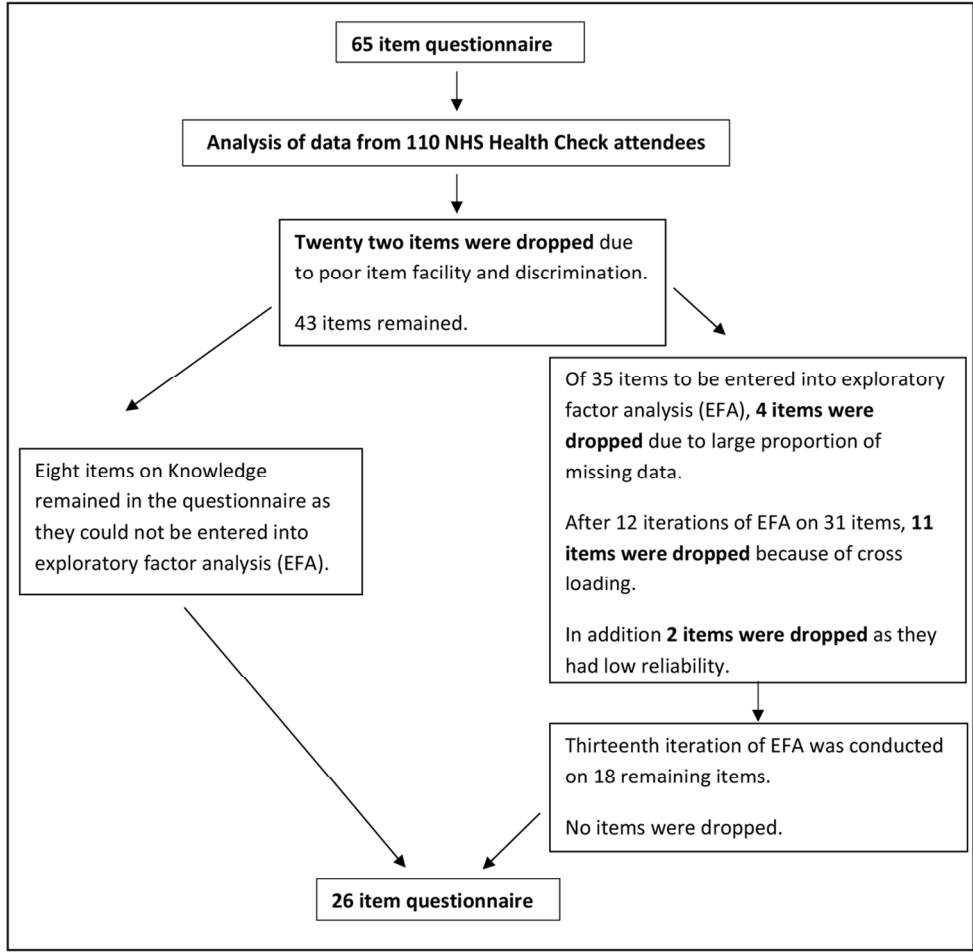 65 item questionnaire
Analysis of data from 110 NHS Health Check attendees
Twenty two items were dropped due
to poor item facility and discrimination.
43 items remained.
Eight items on Knowledge
remained in the questionnaire as
they could not be entered into
exploratory factor analysis (EFA).
Of 35 items to be entered into exploratory
factor analysis (EFA), 4 items were
dropped due to large proportion of
missing data.
After 12 iterations of EFA on 31 items, 11
items were dropped because of cross
loading.
In addition 2 items were dropped as they
had low reliability.
Thirteenth iteration of EFA was conducted
on 18 remaining items.
No items were dropped.
26 item questionnaire